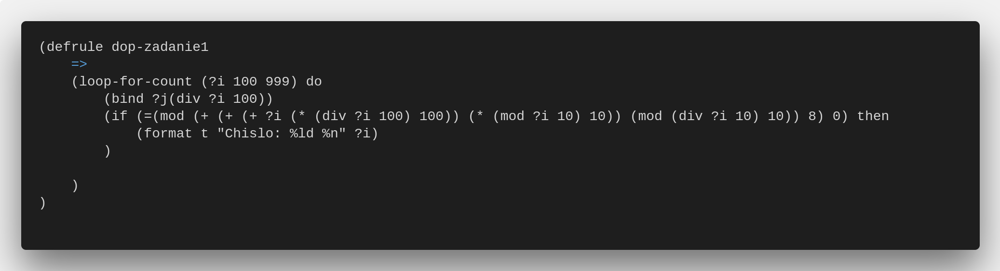 (defrule dop-zadanie1
    =>
    (loop-for-count (?i 100 999) do
        (bind ?j(div ?i 100))
        (if (=(mod (+ (+ (+ ?i (* (div ?i 100) 100)) (* (mod ?i 10) 10)) (mod (div ?i 10) 10)) 8) 0) then
            (format t "Chislo: %ld %n" ?i)
        )
    )
)